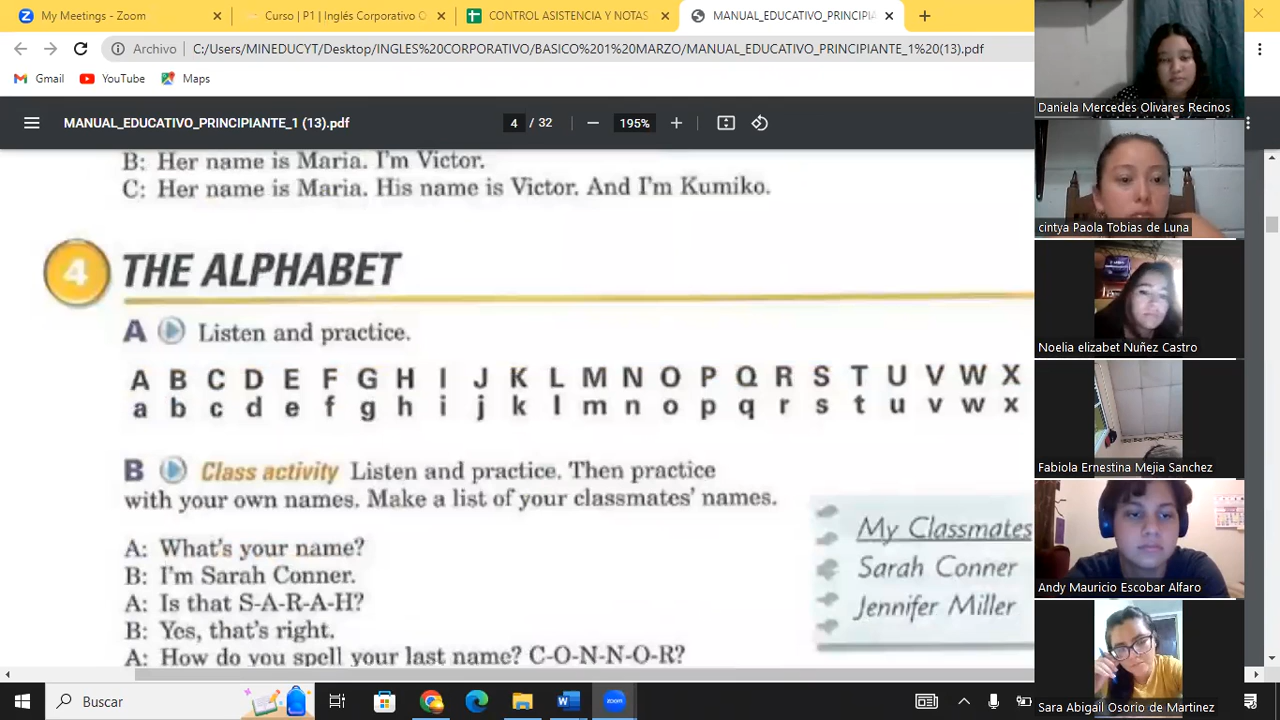 My Meetings - Zoom
Curso | P1 | Inglés Corporativo O
CONTROL ASISTENCIA Y NOTAS
MANUAL_EDUCATIVO_PRINCIPIA
Archivo
C:/Users/MINEDUCYT/Desktop/INGLES%20CORPORATIVO/BASICO%201%20MARZO/MANUAL_EDUCATIVO_PRINCIPIANTE_1%20(13).pdf
Gmail
YouTube
Maps
MANUAL_EDUCATIVO_PRINCIPIANTE_1 (13).pdf
4 / 32
195%
B: Her name is Maria. I'm Victor.
C: Her name is Maria. His name is Victor. And I'm Kumiko.
4 THE ALPHABET
A Listen and practice.
A B C D E F G H I J K L M N O P Q R S T U V W X
a b c d e f g h i j k l m n o p q r s t u v w x
B Class activity Listen and practice. Then practice
with your own names. Make a list of your classmates' names.
A: What's your name?
B: I'm Sarah Conner.
A: Is that S-A-R-A-H?
B: Yes, that's right.
A: How do you spell your last name? C-O-N-N-O-R?
My Classmates
Sarah Conner
Jennifer Miller
Daniela Mercedes Olivares Recinos
cintya Paola Tobias de Luna
Noelia elizabet Nuñez Castro
Fabiola Ernestina Mejia Sanchez
Andy Mauricio Escobar Alfaro
Sara Abigail Osorio de Martinez
Buscar
zoom